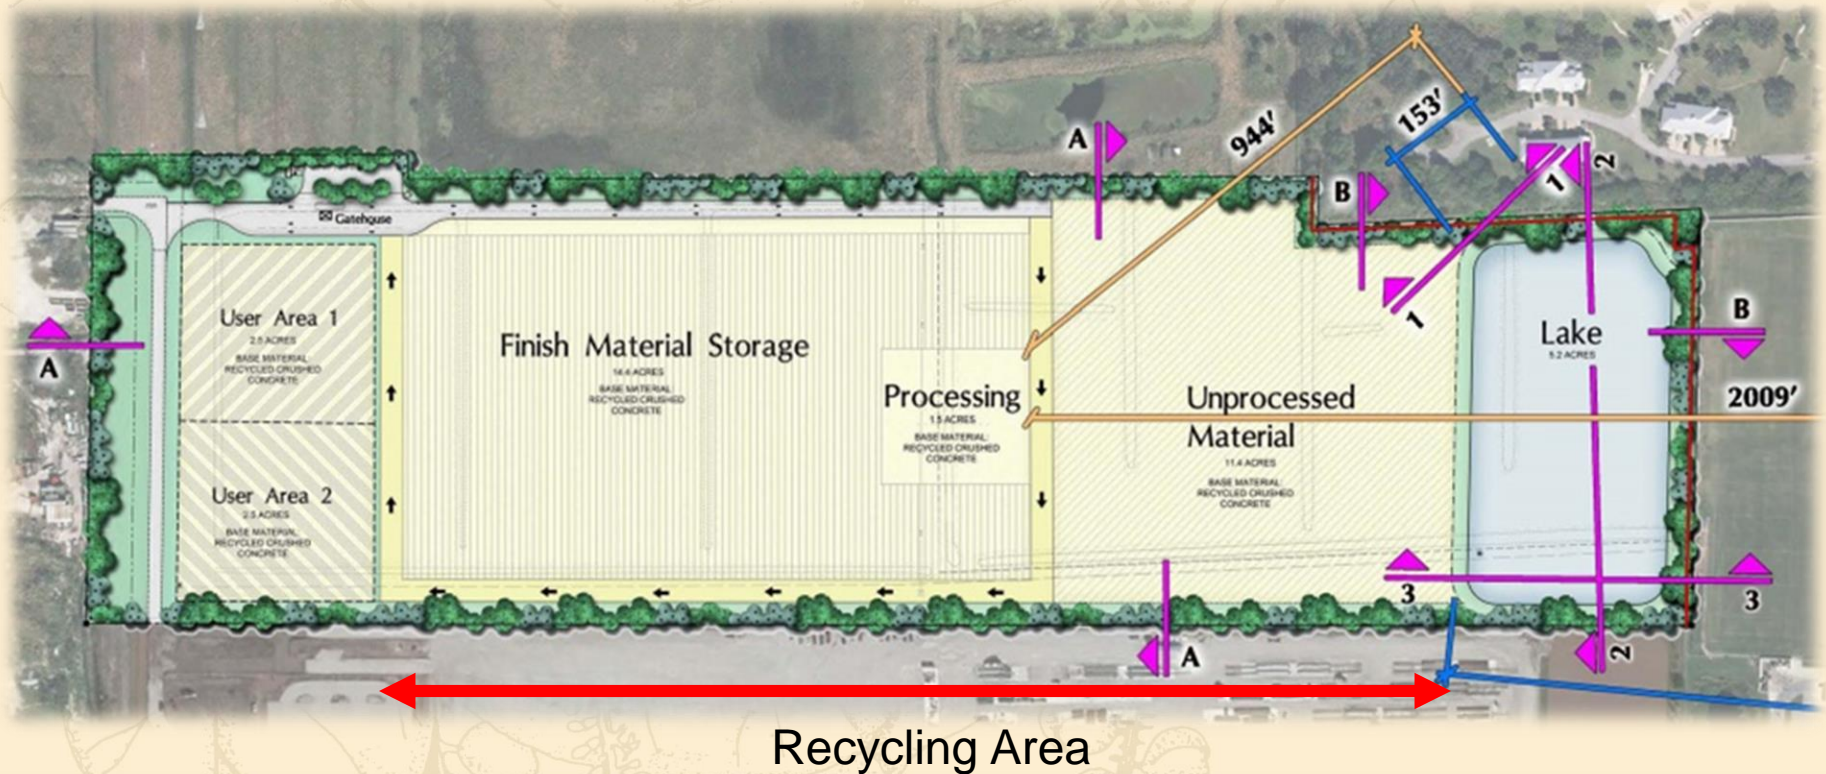 944'
153'
A
B
1
2
Gatehouse
User Area 1
2.5 ACRES
BASE MATERIAL:
RECYCLED CRUSHED
CONCRETE
A
Finish Material Storage
14.4 ACRES
BASE MATERIAL:
RECYCLED CRUSHED
CONCRETE
Processing
1.5 ACRES
BASE MATERIAL:
RECYCLED CRUSHED
CONCRETE
Unprocessed
Material
11.4 ACRES
BASE MATERIAL:
RECYCLED CRUSHED
CONCRETE
1
Lake
5.2 ACRES
B
2009'
User Area 2
2.5 ACRES
BASE MATERIAL:
RECYCLED CRUSHED
CONCRETE
3
3
A
2
Recycling Area